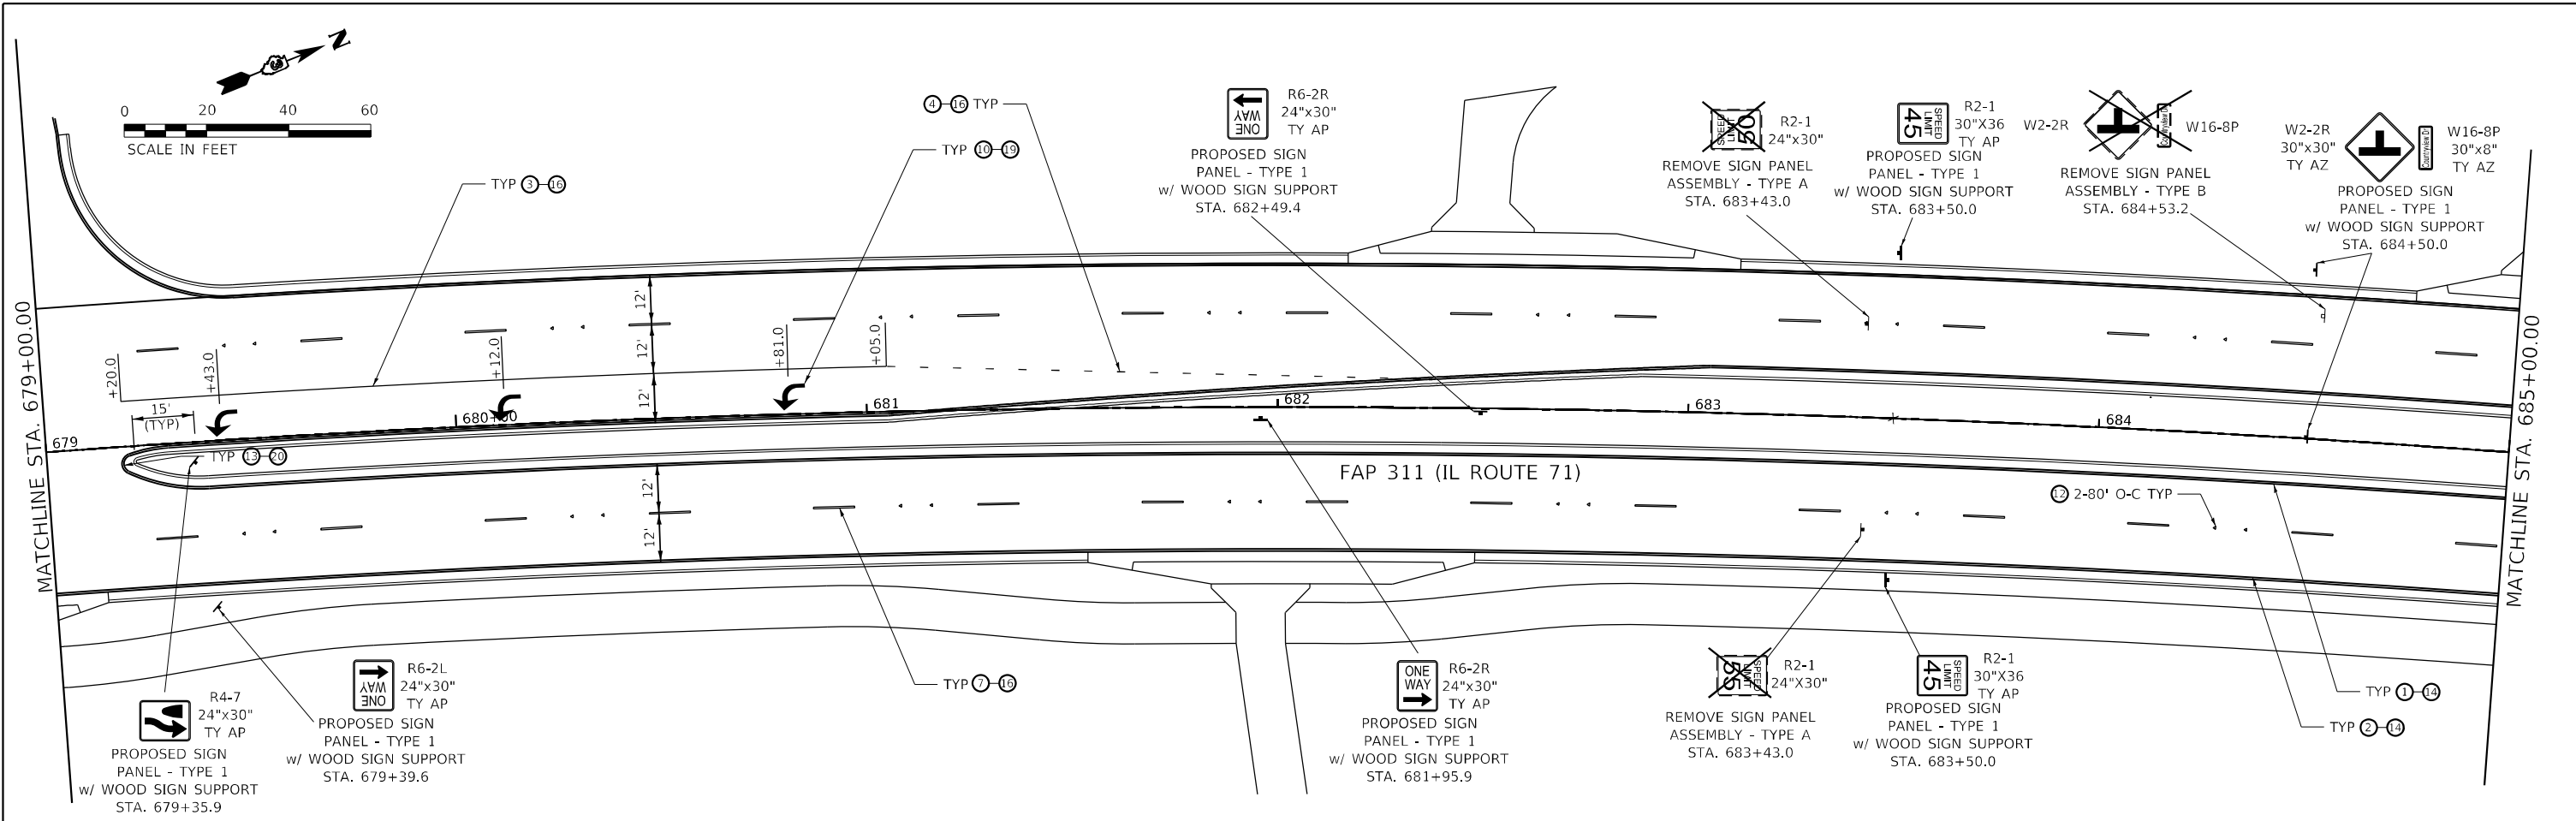 N
0 20 40 60
SCALE IN FEET
MATCHLINE STA. 679+00.00
MATCHLINE STA. 685+00.00
TYP 3 16
4 16 TYP
TYP 10 19
ONE
WAY
R6-2R
24"x30"
TY AP
PROPOSED SIGN
PANEL - TYPE 1
w/ WOOD SIGN SUPPORT
STA. 682+49.4
SPEED
LIMIT
R2-1
24"x30"
REMOVE SIGN PANEL
ASSEMBLY - TYPE A
STA. 683+43.0
SPEED
LIMIT
45
R2-1
30"X36
TY AP
PROPOSED SIGN
PANEL - TYPE 1
w/ WOOD SIGN SUPPORT
STA. 683+50.0
W2-2R
Countryview Dr
W16-8P
REMOVE SIGN PANEL
ASSEMBLY - TYPE B
STA. 684+53.2
W2-2R
30"x30"
TY AZ
Countryview Dr
W16-8P
30"x8"
TY AZ
PROPOSED SIGN
PANEL - TYPE 1
w/ WOOD SIGN SUPPORT
STA. 684+50.0
12'
12'
12'
+20.0
+43.0
+12.0
+81.0
+05.0
15'
(TYP)
679
680+00
681
682
683
684
TYP 13 20
12'
12'
FAP 311 (IL ROUTE 71)
12 2-80' O-C TYP
TYP 7 16
TYP 1 14
TYP 2 14
R4-7
24"x30"
TY AP
PROPOSED SIGN
PANEL - TYPE 1
w/ WOOD SIGN SUPPORT
STA. 679+35.9
ONE
WAY
R6-2L
24"x30"
TY AP
PROPOSED SIGN
PANEL - TYPE 1
w/ WOOD SIGN SUPPORT
STA. 679+39.6
ONE
WAY
R6-2R
24"x30"
TY AP
PROPOSED SIGN
PANEL - TYPE 1
w/ WOOD SIGN SUPPORT
STA. 681+95.9
SPEED
LIMIT
55
R2-1
24"X30"
REMOVE SIGN PANEL
ASSEMBLY - TYPE A
STA. 683+43.0
SPEED
LIMIT
45
R2-1
30"X36
TY AP
PROPOSED SIGN
PANEL - TYPE 1
w/ WOOD SIGN SUPPORT
STA. 683+50.0